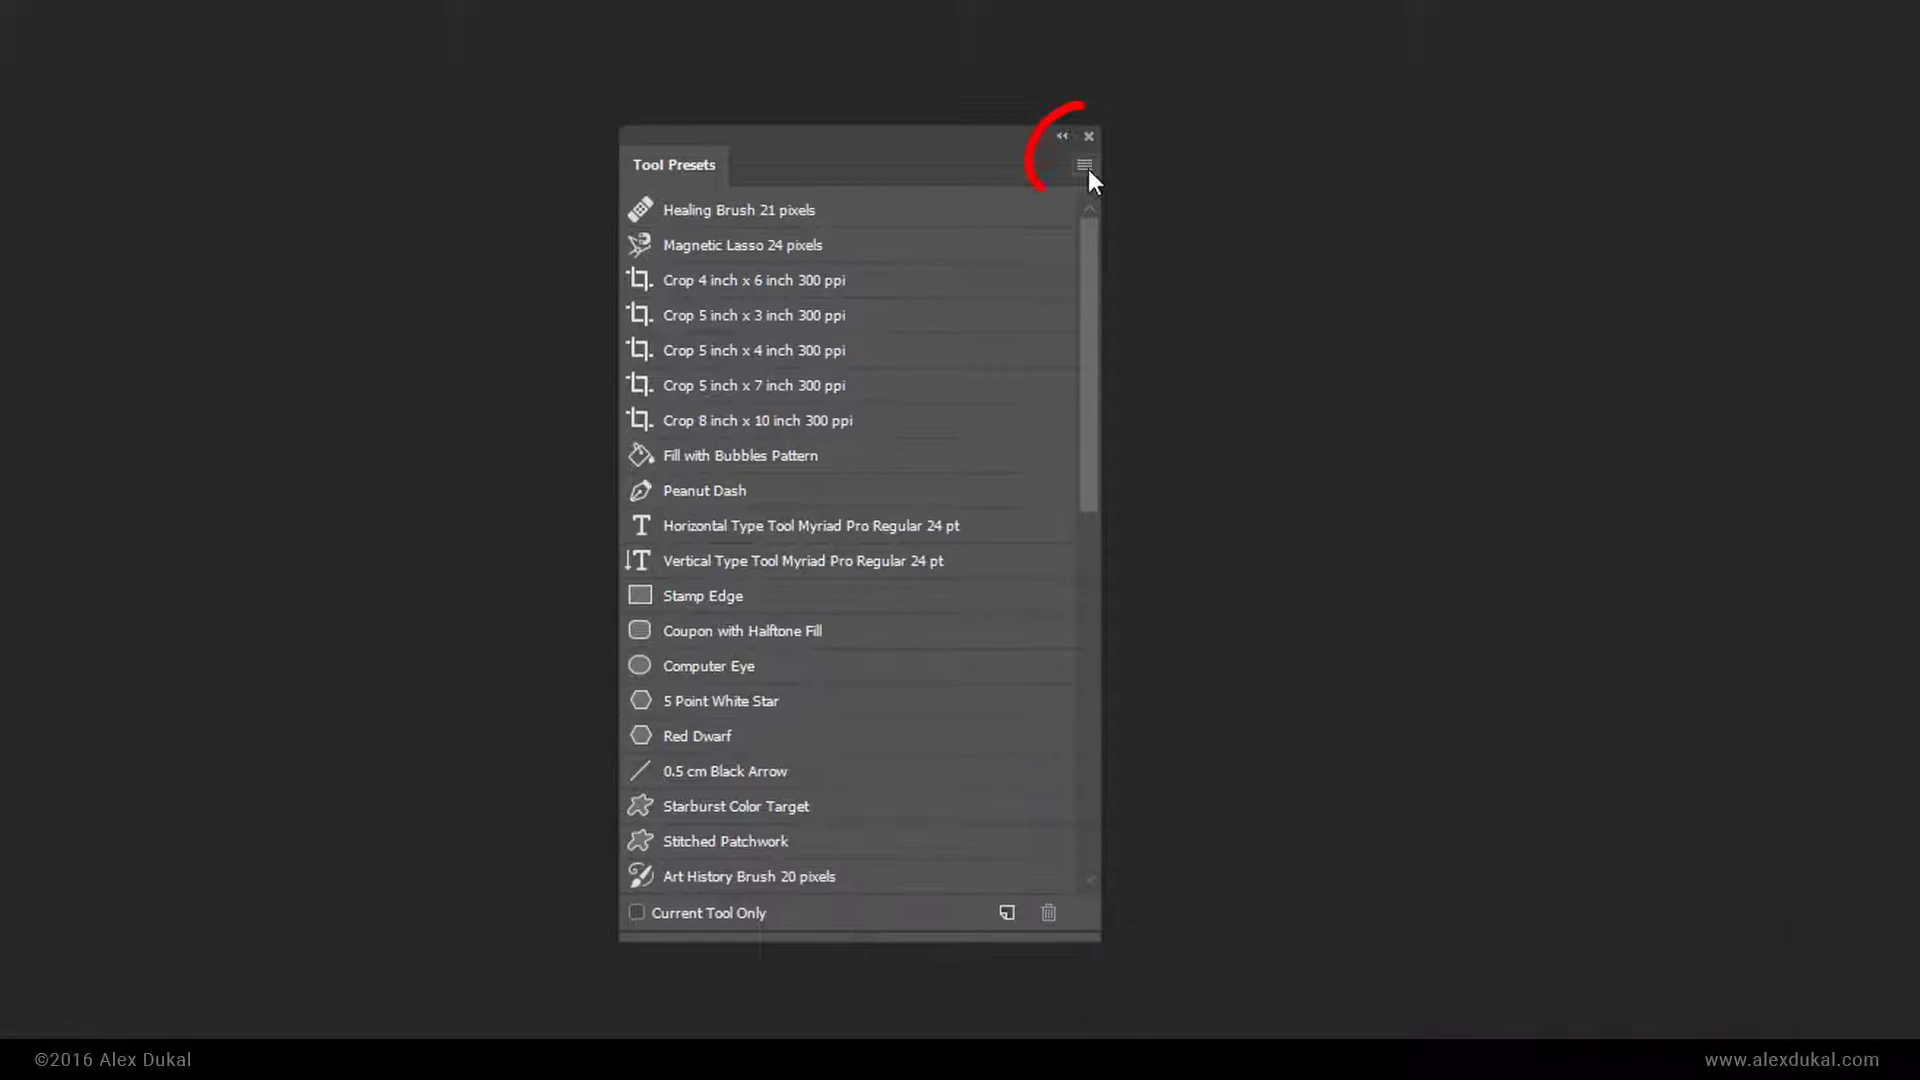 Tool Presets
Healing Brush 21 pixels
Magnetic Lasso 24 pixels
Crop 4 inch x 6 inch 300 ppi
Crop 5 inch x 3 inch 300 ppi
Crop 5 inch x 4 inch 300 ppi
Crop 5 inch x 7 inch 300 ppi
Crop 8 inch x 10 inch 300 ppi
Fill with Bubbles Pattern
Peanut Dash
Horizontal Type Tool Myriad Pro Regular 24 pt
Vertical Type Tool Myriad Pro Regular 24 pt
Stamp Edge
Coupon with Halftone Fill
Computer Eye
5 Point White Star
Red Dwarf
0.5 cm Black Arrow
Starburst Color Target
Stitched Patchwork
Art History Brush 20 pixels
Current Tool Only
©2016 Alex Dukal
www.alexdukal.com